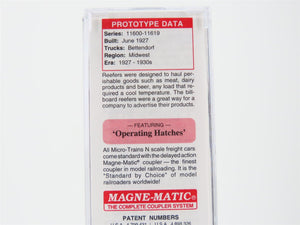 PROTOTYPE DATA
Series: 11600-11619
Built: June 1927
Trucks: Bettendorf
Region: Midwest
Era: 1927 - 1930s
Reefers were designed to haul per-
ishable goods such as meat, dairy
products and beer, any load that re-
quired a cool temperature. The bill-
board reefers were a great way for a
company to advertise their products.
— FEATURING —
'Operating Hatches'
All Micro-Trains N scale freight cars
come standard with the delayed action
Magne-Matic® coupler — the finest
coupler in model railroading. It is the
"Standard by Choice" of model
railroaders worldwide!
MAGNE-MATIC®
THE COMPLETE COUPLER SYSTEM
PATENT NUMBERS